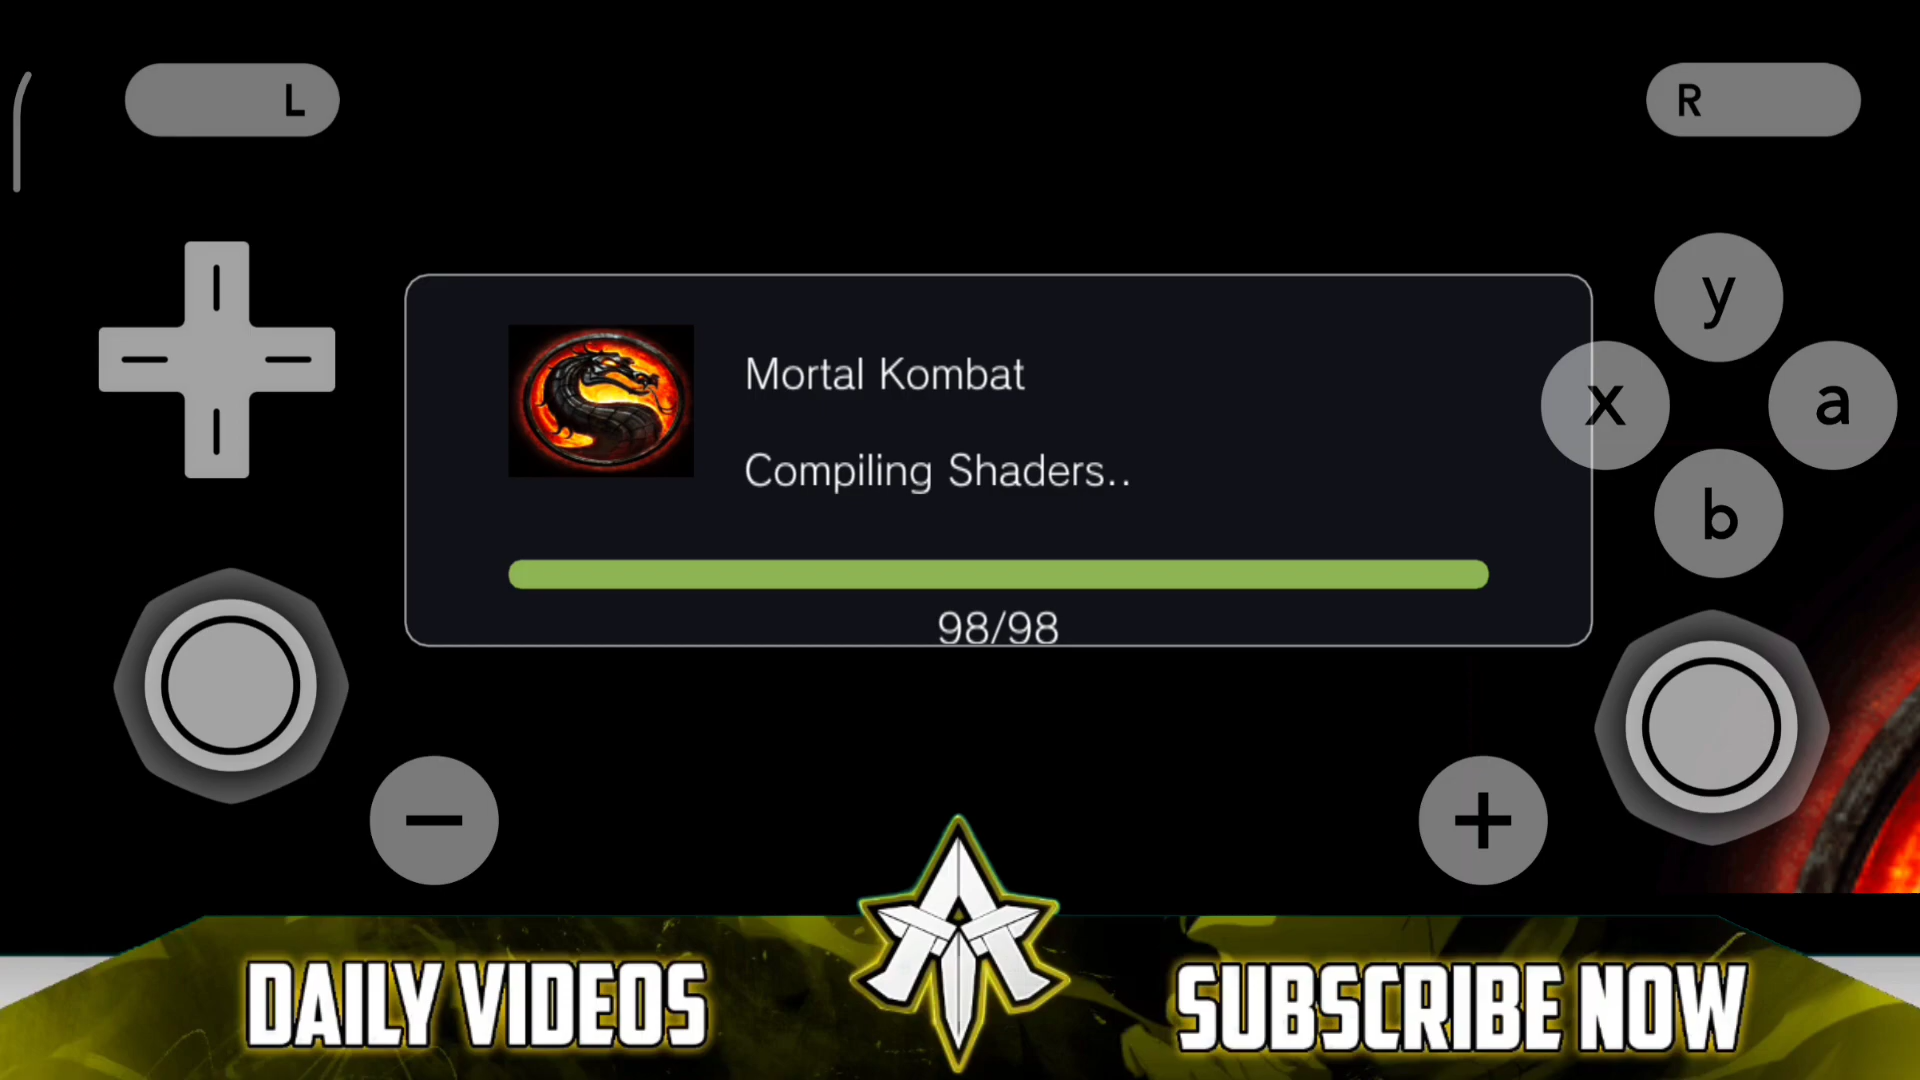 L
R
y
x
a
b
Mortal Kombat
Compiling Shaders..
98/98
DAILY VIDEOS
SUBSCRIBE NOW